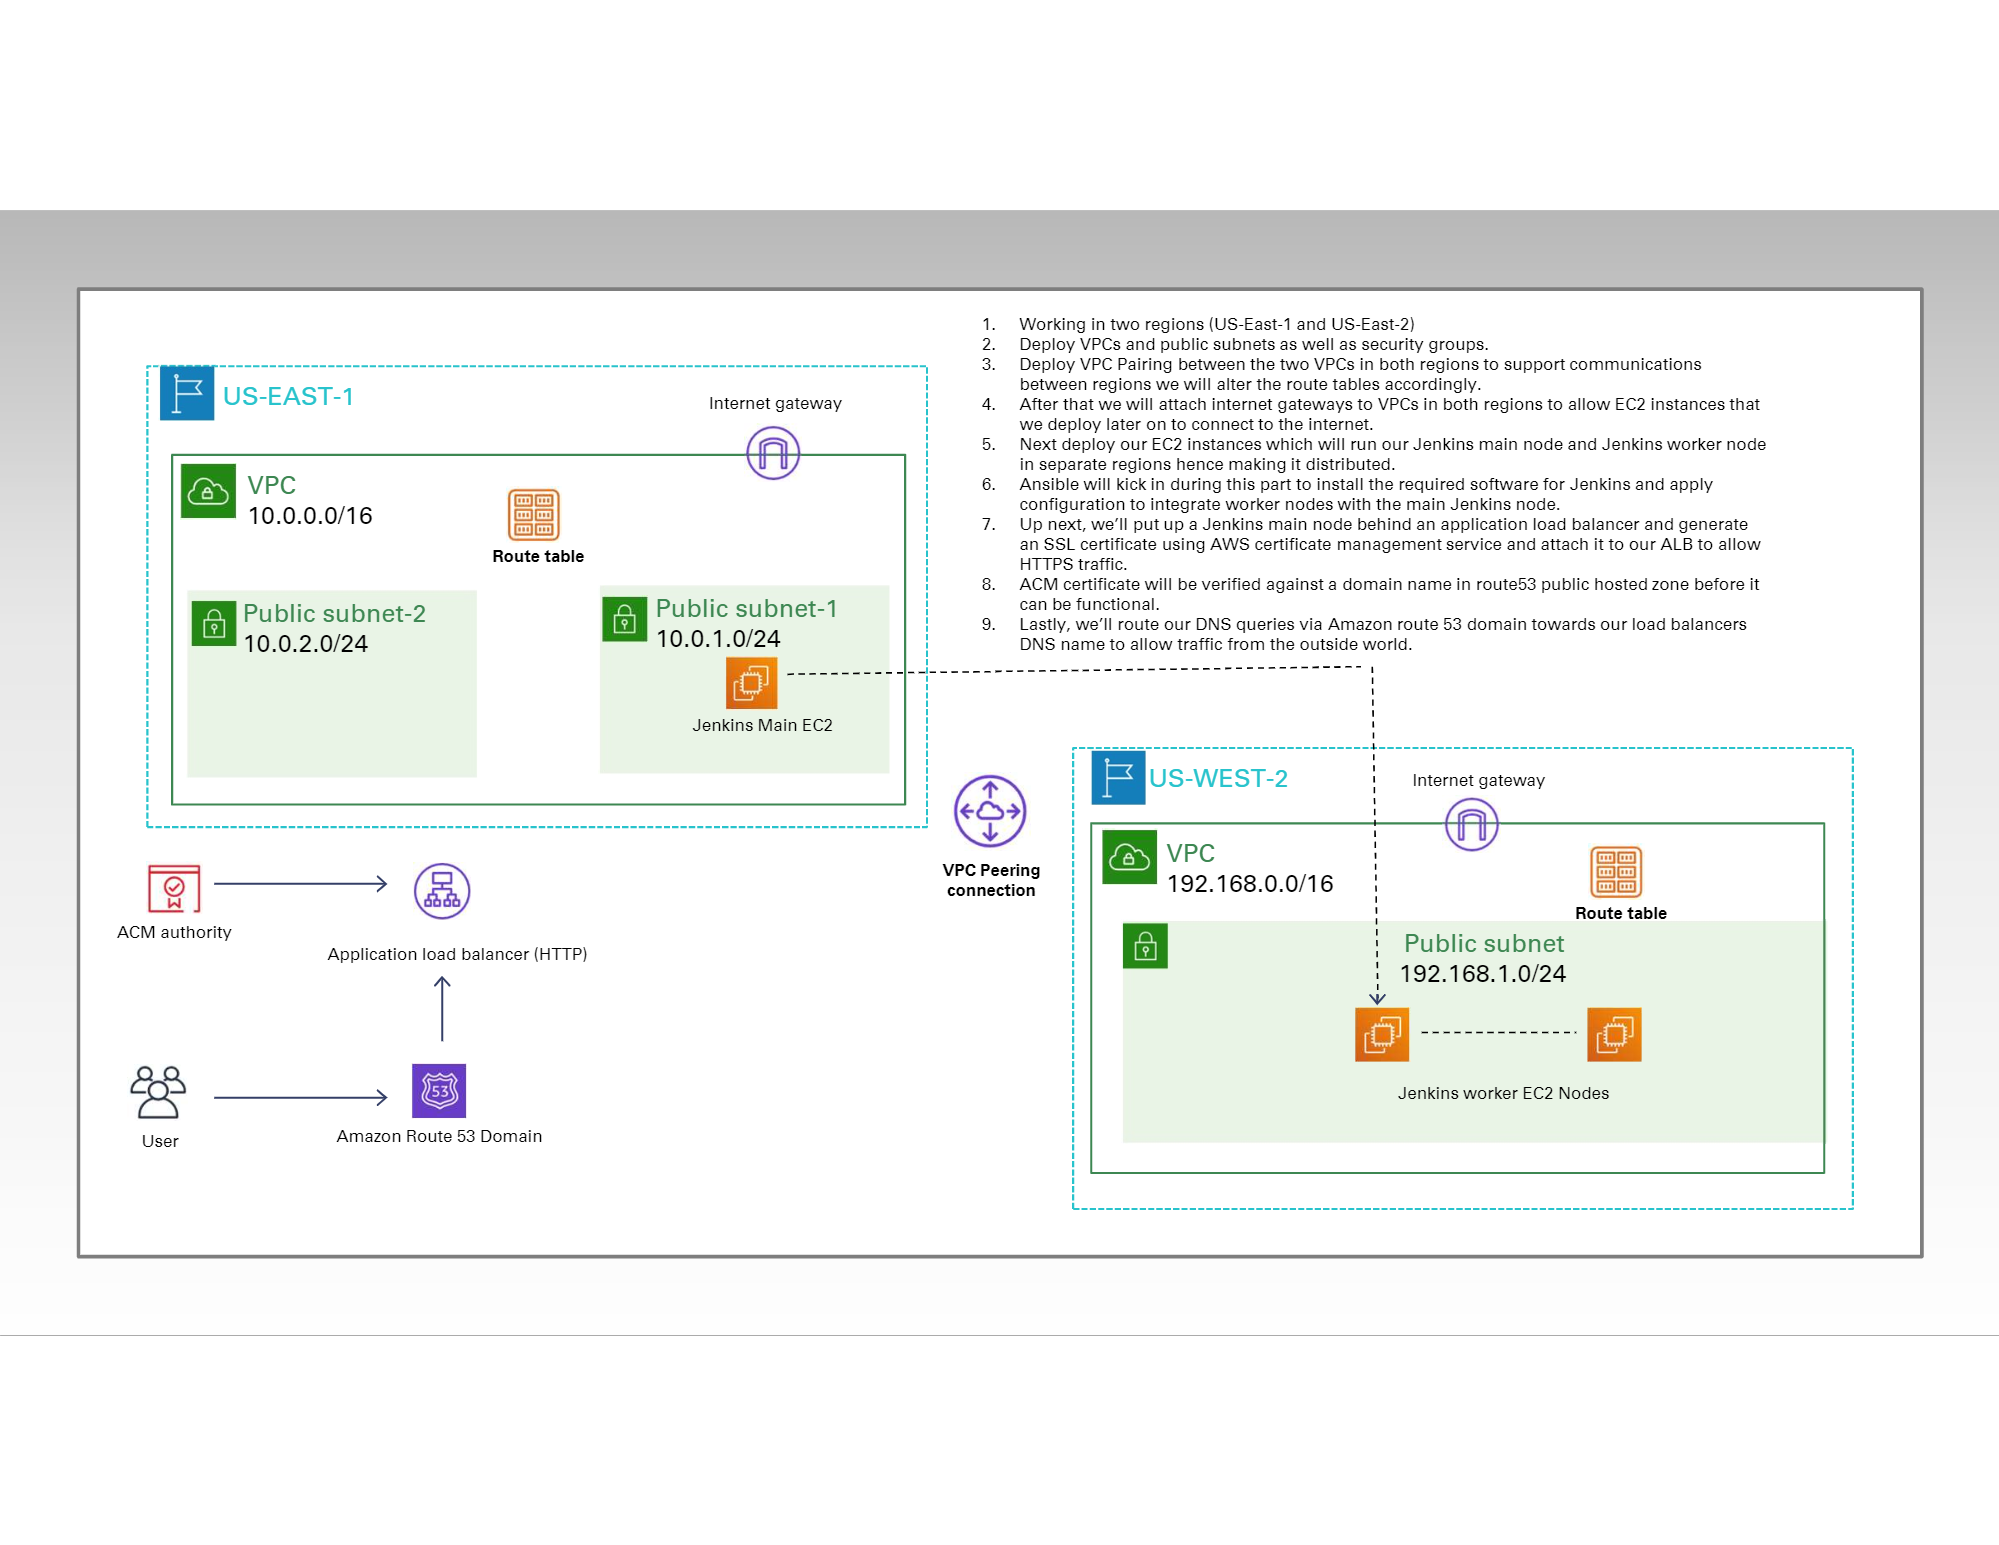 1. Working in two regions (US-East-1 and US-East-2)
2. Deploy VPCs and public subnets as well as security groups.
3. Deploy VPC Pairing between the two VPCs in both regions to support communications
between regions we will alter the route tables accordingly.
4. After that we will attach internet gateways to VPCs in both regions to allow EC2 instances that
we deploy later on to connect to the internet.
5. Next deploy our EC2 instances which will run our Jenkins main node and Jenkins worker node
in separate regions hence making it distributed.
6. Ansible will kick in during this part to install the required software for Jenkins and apply
configuration to integrate worker nodes with the main Jenkins node.
7. Up next, we’ll put up a Jenkins main node behind an application load balancer and generate
an SSL certificate using AWS certificate management service and attach it to our ALB to allow
HTTPS traffic.
8. ACM certificate will be verified against a domain name in route53 public hosted zone before it
can be functional.
9. Lastly, we’ll route our DNS queries via Amazon route 53 domain towards our load balancers
DNS name to allow traffic from the outside world.
US-EAST-1
Internet gateway
VPC
10.0.0.0/16
Route table
Public subnet-2
10.0.2.0/24
Public subnet-1
10.0.1.0/24
Jenkins Main EC2
VPC Peering
connection
US-WEST-2
Internet gateway
VPC
192.168.0.0/16
Route table
Public subnet
192.168.1.0/24
Jenkins worker EC2 Nodes
ACM authority
Application load balancer (HTTP)
User
53
Amazon Route 53 Domain